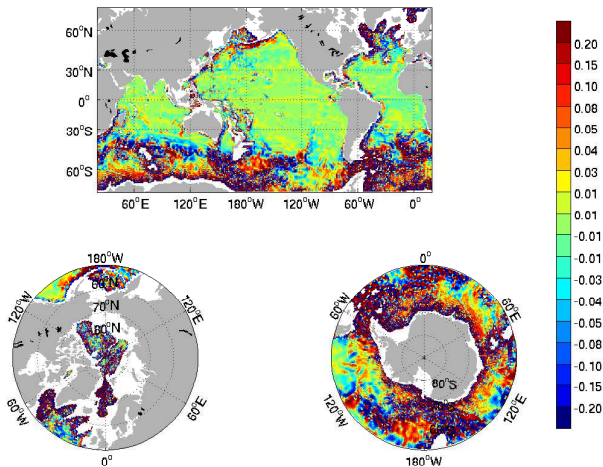 60°N
30°N
0°
30°S
60°S
60°E
120°E
180°W
120°W
60°W
0°
0.20
0.15
0.10
0.08
0.05
0.04
0.03
0.01
0.01
-0.01
-0.01
-0.03
-0.04
-0.05
-0.08
-0.10
-0.15
-0.20
180°W
120°W
120°E
60°N
70°N
80°N
60°W
60°E
0°
0°
60°W
60°E
80°S
120°W
120°E
180°W